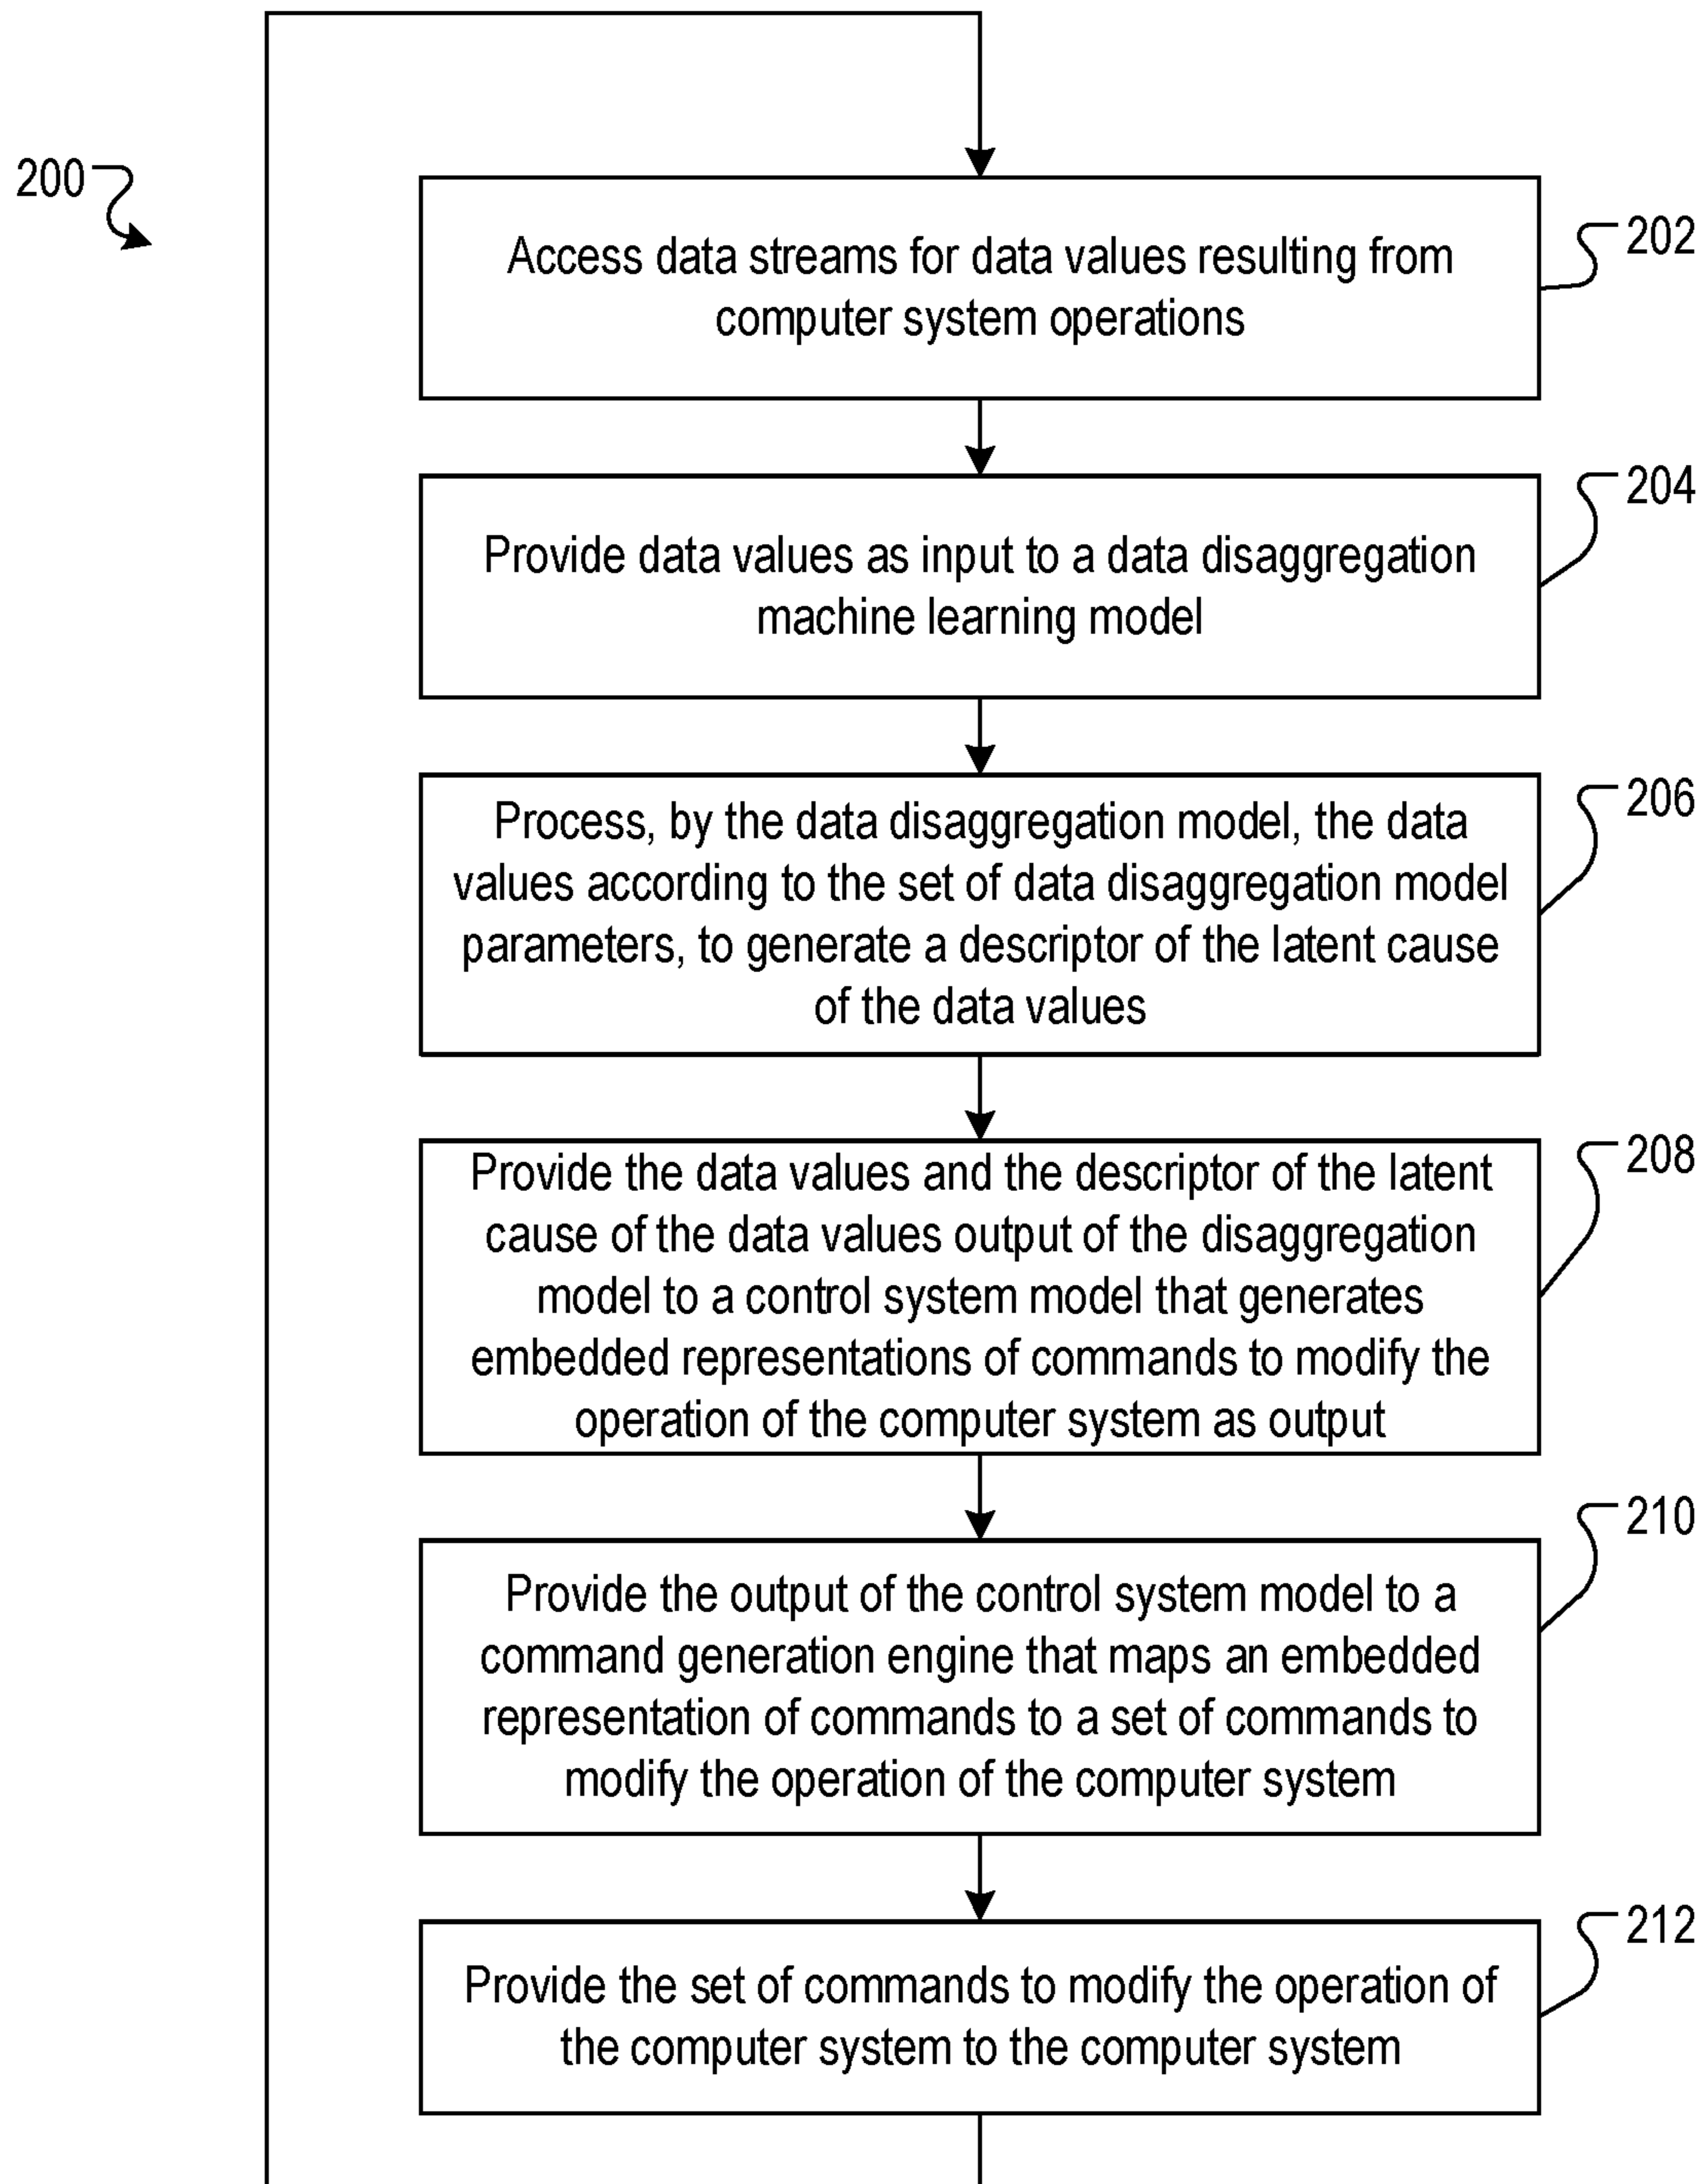 200
Access data streams for data values resulting from
computer system operations
202
Provide data values as input to a data disaggregation
machine learning model
204
Process, by the data disaggregation model, the data
values according to the set of data disaggregation model
parameters, to generate a descriptor of the latent cause
of the data values
206
Provide the data values and the descriptor of the latent
cause of the data values output of the disaggregation
model to a control system model that generates
embedded representations of commands to modify the
operation of the computer system as output
208
Provide the output of the control system model to a
command generation engine that maps an embedded
representation of commands to a set of commands to
modify the operation of the computer system
210
Provide the set of commands to modify the operation of
the computer system to the computer system
212